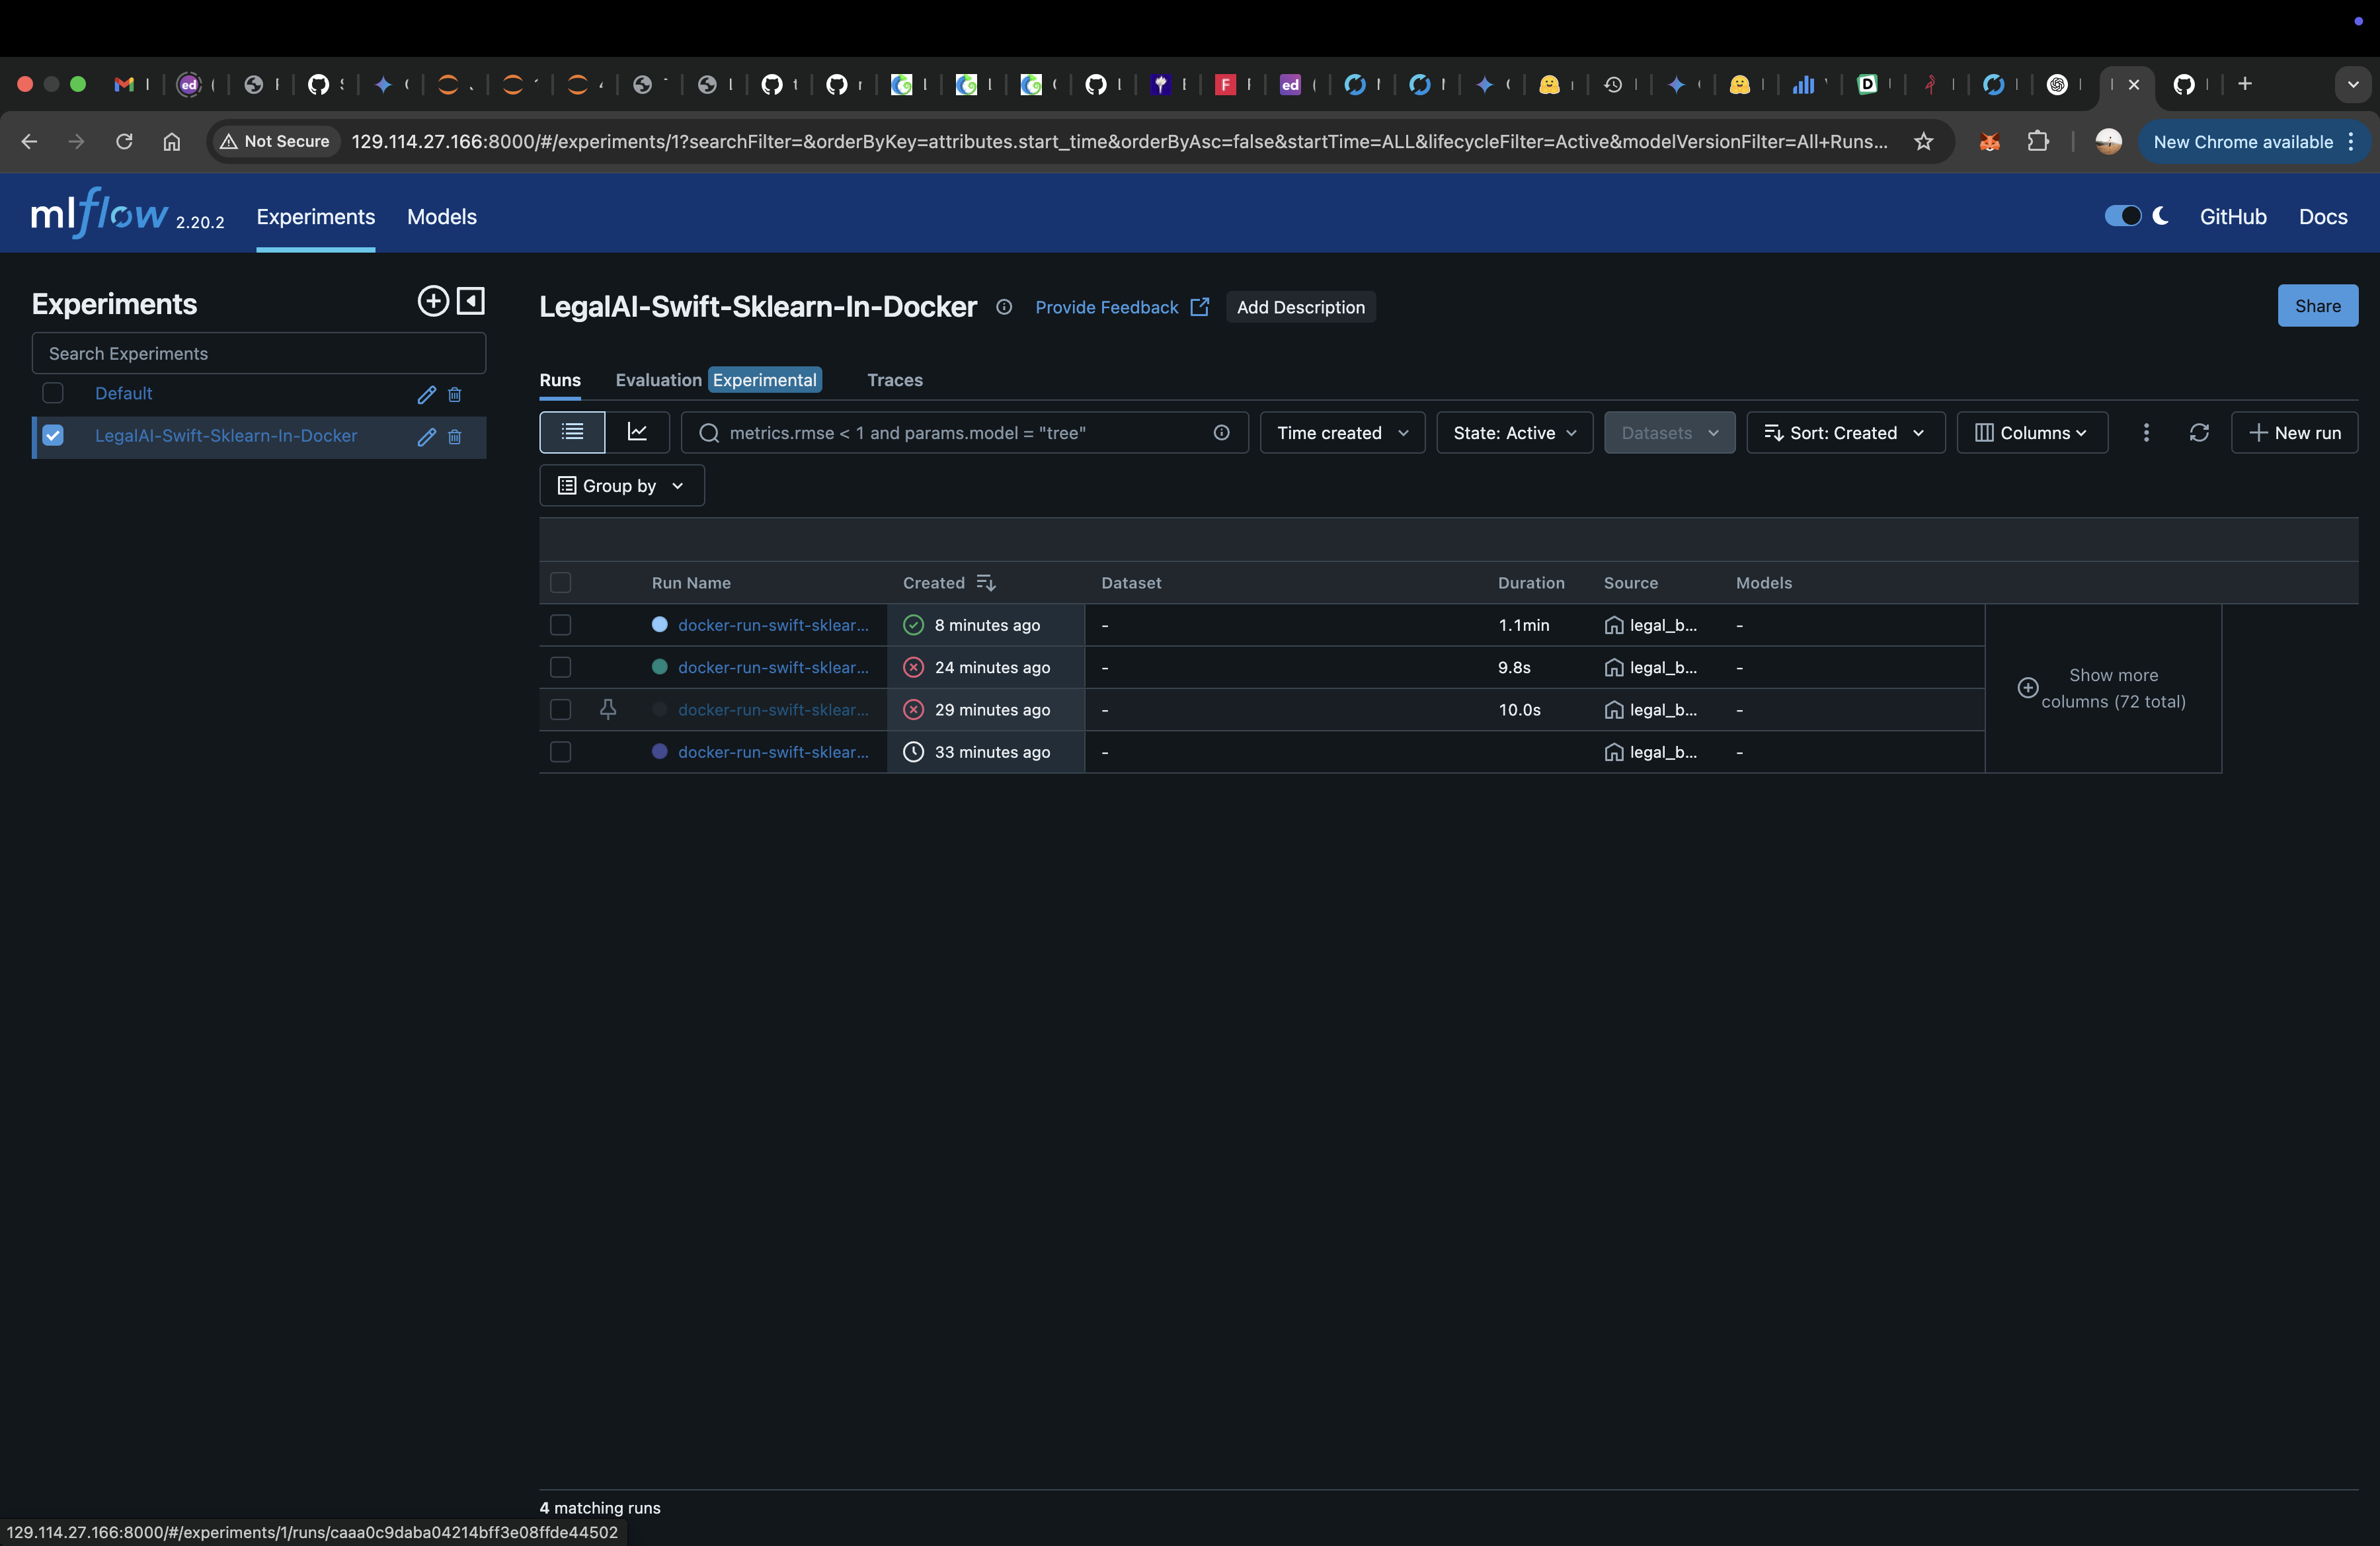 Not Secure 129.114.27.166:8000/#/experiments/1?searchFilter=&orderByKey=attributes.start_time&orderByAsc=false&startTime=ALL&lifecycleFilter=Active&modelVersionFilter=All+Runs... New Chrome available
mlflow 2.20.2 Experiments Models GitHub Docs
Experiments
Search Experiments
Default
LegalAI-Swift-Sklearn-In-Docker
LegalAI-Swift-Sklearn-In-Docker Provide Feedback Add Description Share
Runs Evaluation Experimental Traces
metrics.rmse < 1 and params.model = "tree" Time created State: Active Datasets Sort: Created Columns New run
Group by
Run Name Created Dataset Duration Source Models
docker-run-swift-sklear... 8 minutes ago - 1.1min legal_b... -
docker-run-swift-sklear... 24 minutes ago - 9.8s legal_b... -
docker-run-swift-sklear... 29 minutes ago - 10.0s legal_b... -
docker-run-swift-sklear... 33 minutes ago - legal_b... -
Show more
columns (72 total)
4 matching runs
129.114.27.166:8000/#/experiments/1/runs/caaa0c9daba04214bff3e08ffde44502